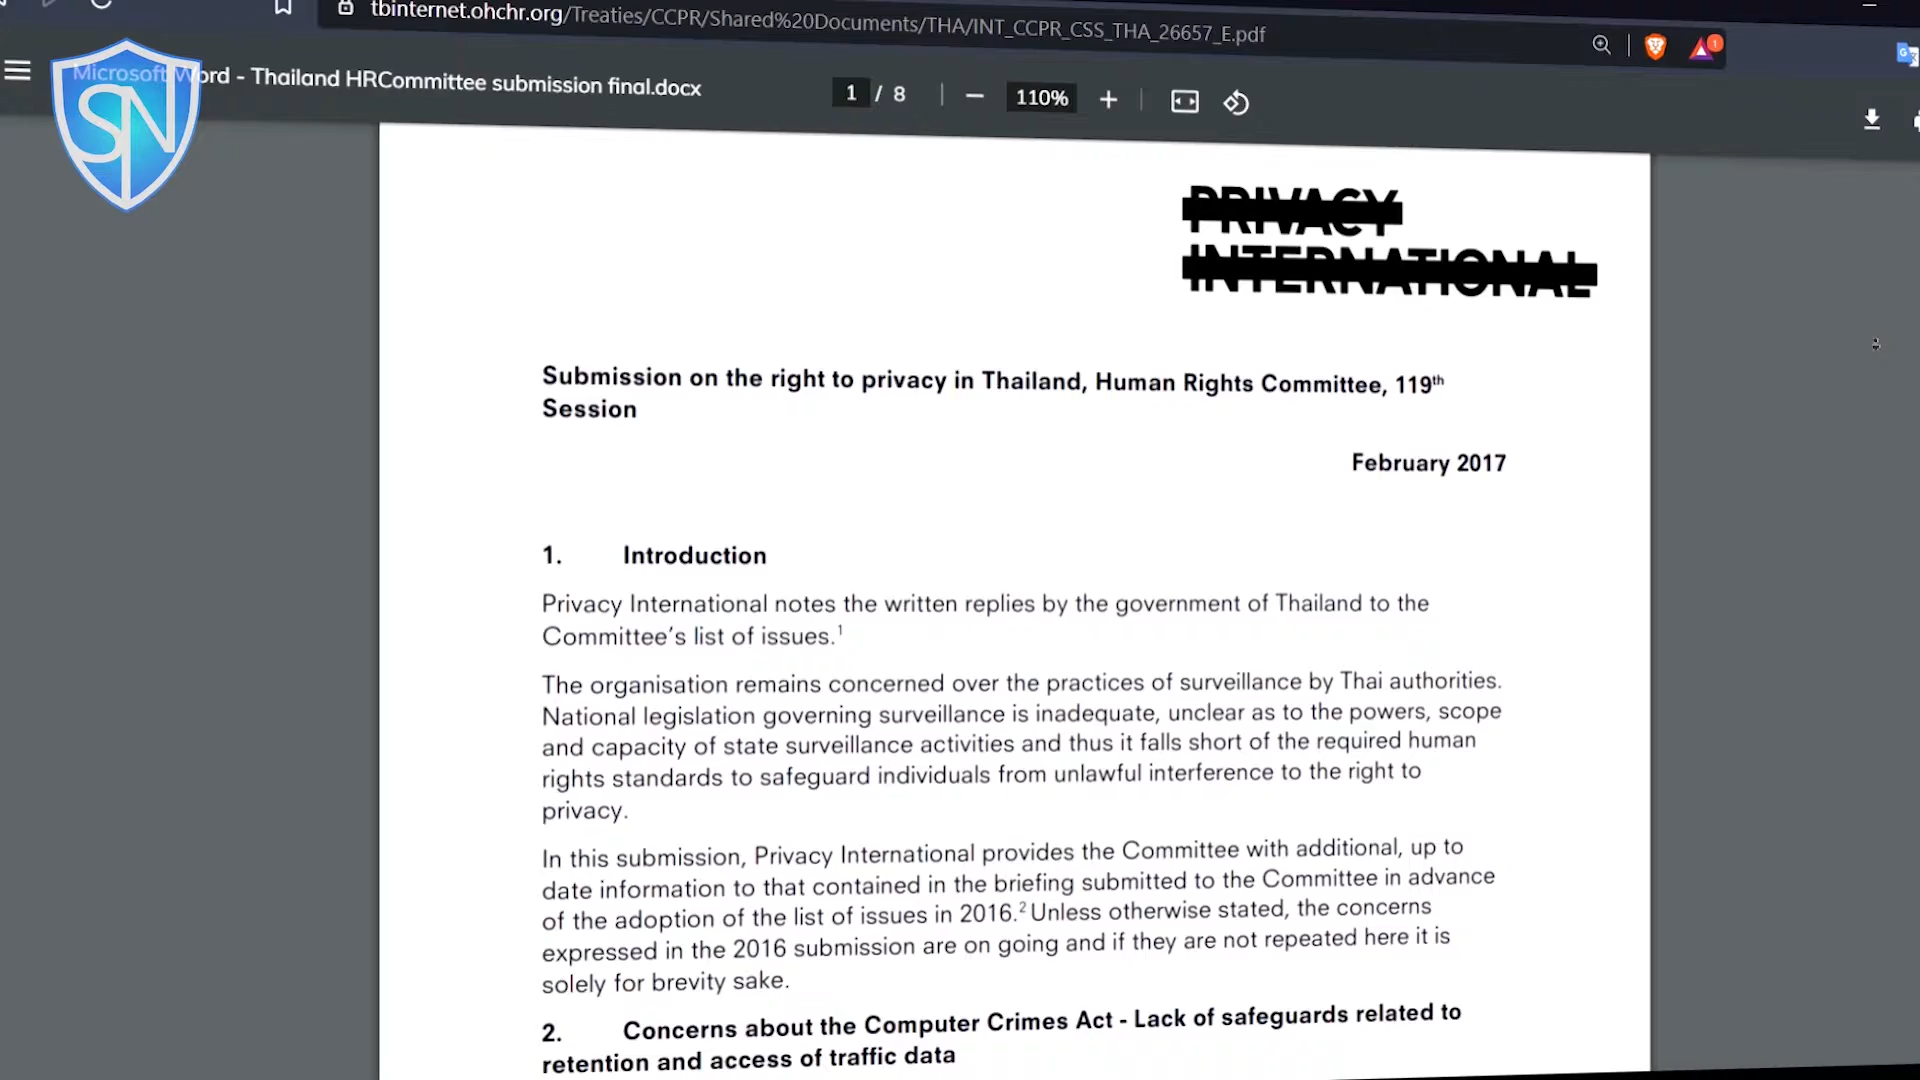 tbinternet.ohchr.org/Treaties/CCPR/Shared%20Documents/THA/INT_CCPR_CSS_THA_26657_E.pdf
1
SN
Microsoft Word - Thailand HRCommittee submission final.docx
1 / 8
110%
PRIVACY
INTERNATIONAL
Submission on the right to privacy in Thailand, Human Rights Committee, 119th
Session
February 2017
1. Introduction
Privacy International notes the written replies by the government of Thailand to the
Committee's list of issues.1
The organisation remains concerned over the practices of surveillance by Thai authorities.
National legislation governing surveillance is inadequate, unclear as to the powers, scope
and capacity of state surveillance activities and thus it falls short of the required human
rights standards to safeguard individuals from unlawful interference to the right to
privacy.
In this submission, Privacy International provides the Committee with additional, up to
date information to that contained in the briefing submitted to the Committee in advance
of the adoption of the list of issues in 2016.2 Unless otherwise stated, the concerns
expressed in the 2016 submission are on going and if they are not repeated here it is
solely for brevity sake.
2. Concerns about the Computer Crimes Act - Lack of safeguards related to
retention and access of traffic data